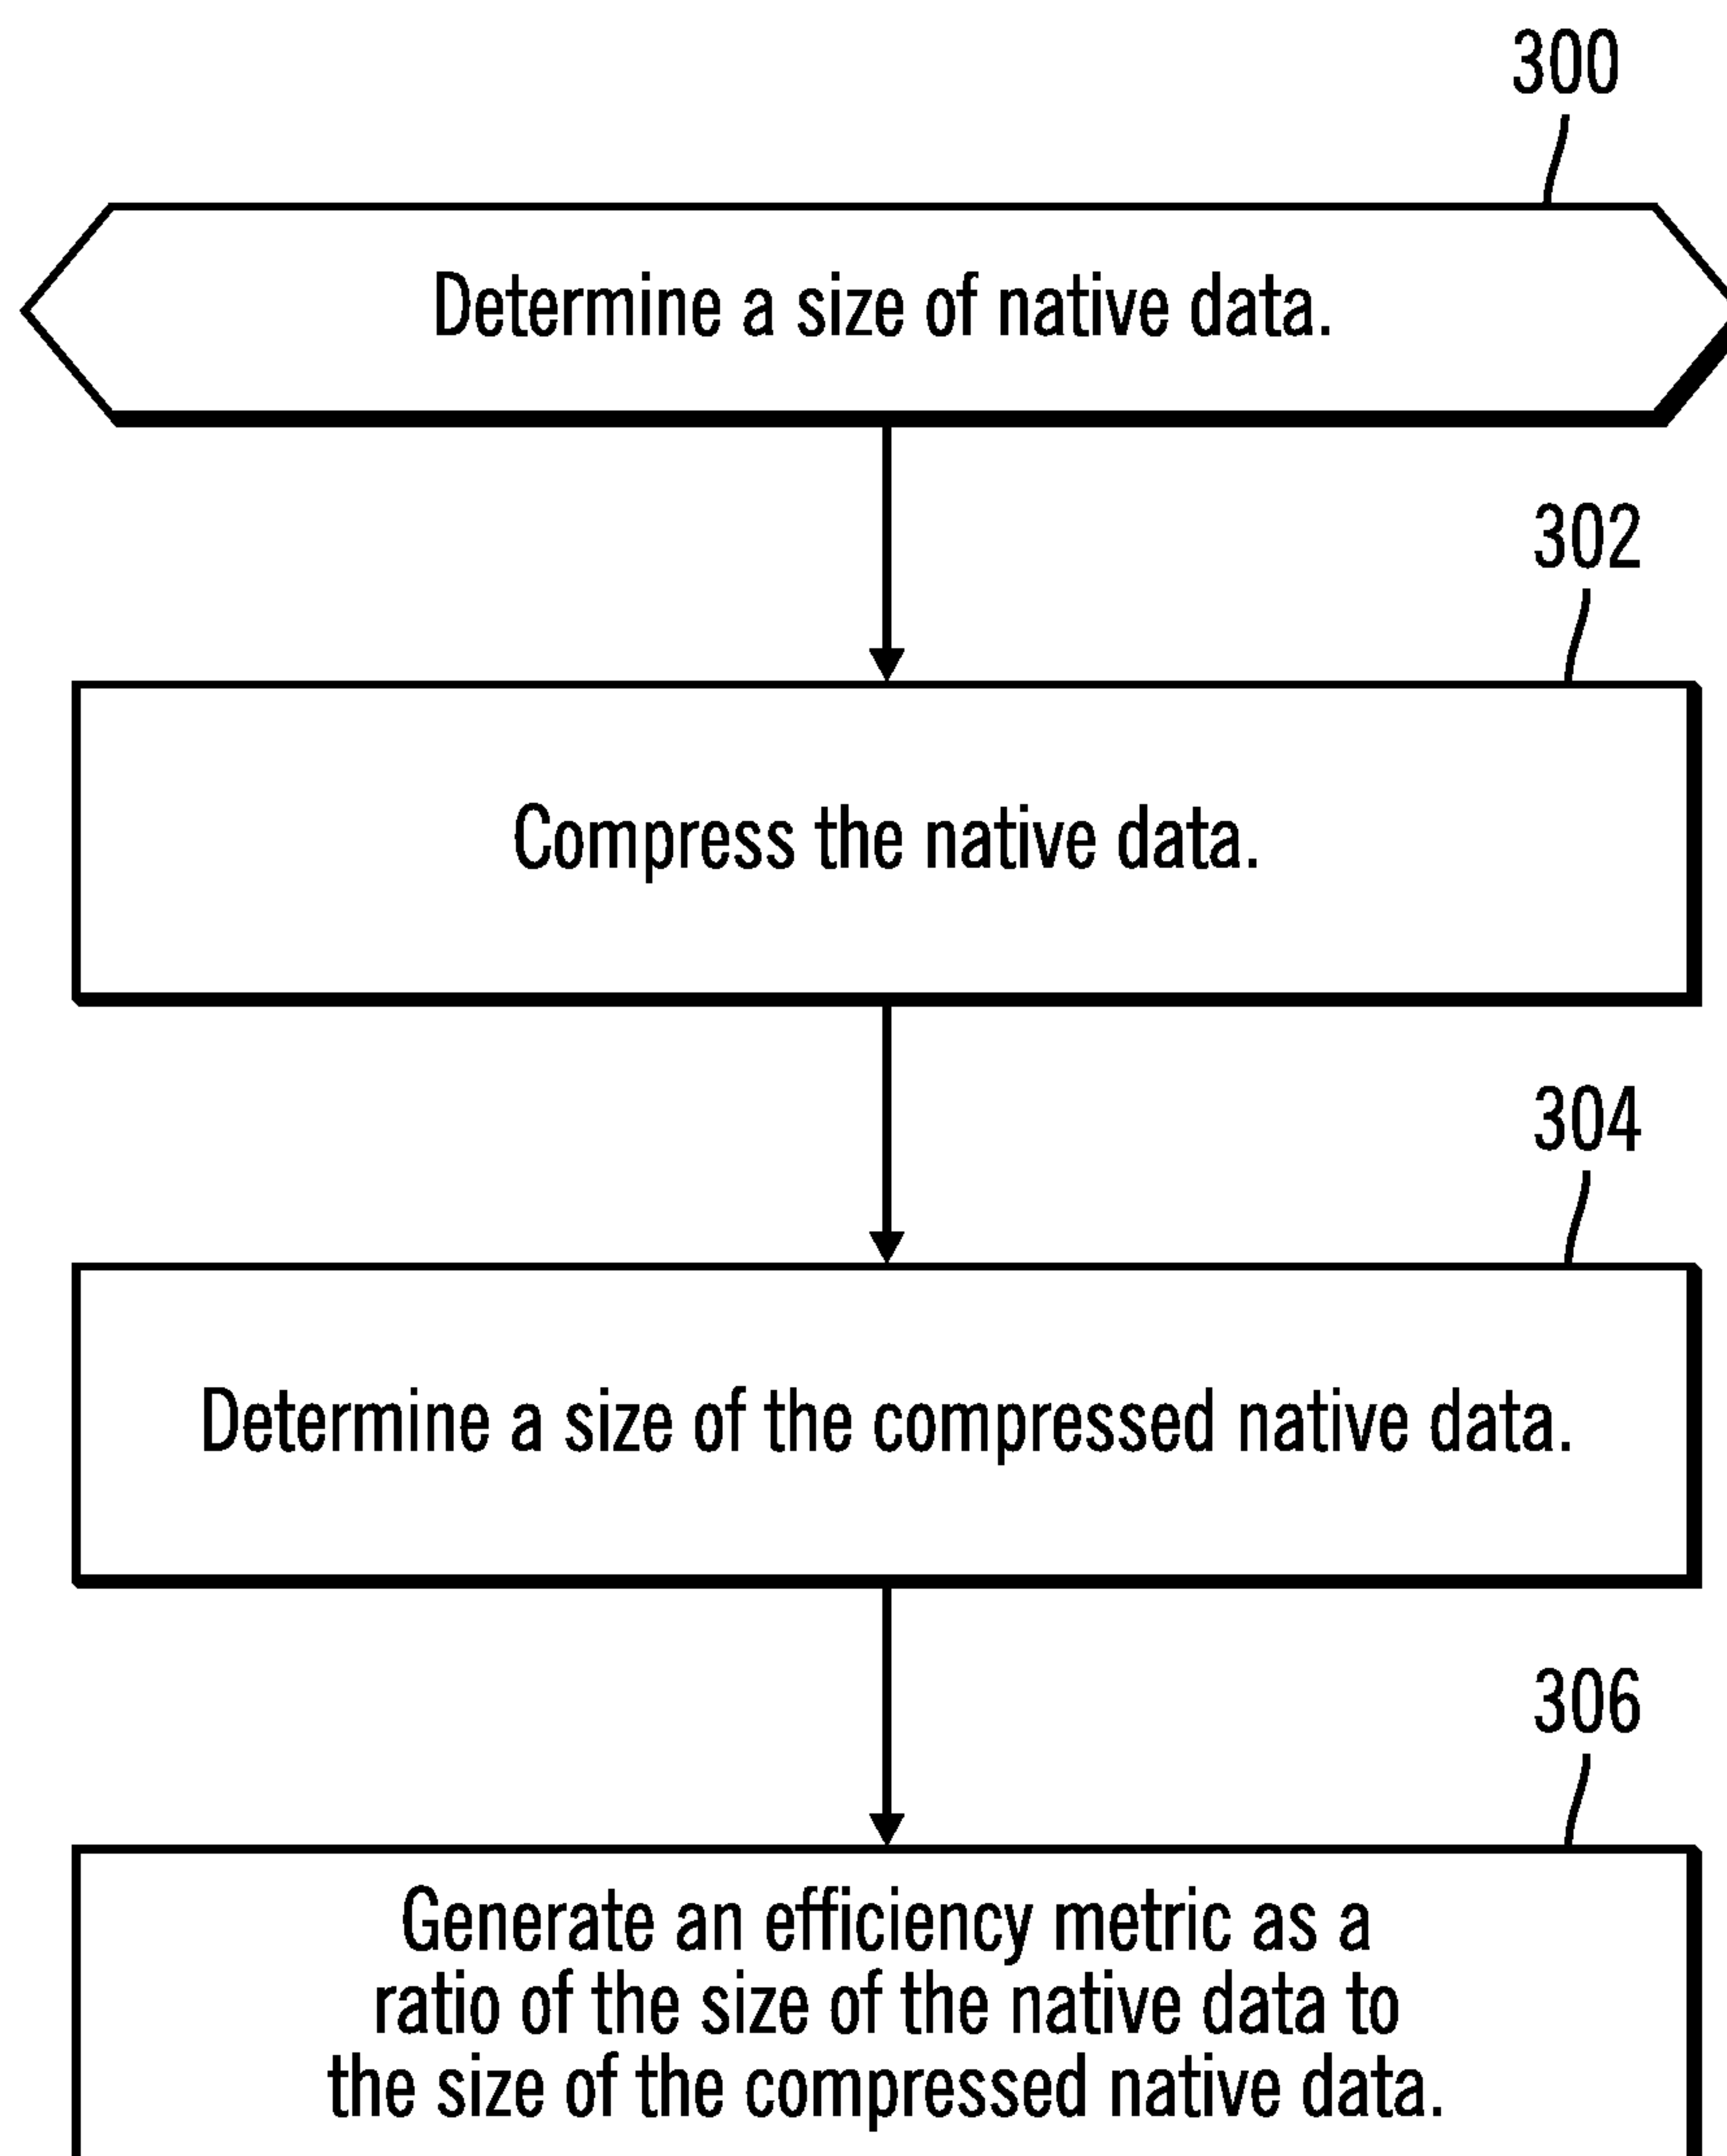 300
Determine a size of native data.
302
Compress the native data.
304
Determine a size of the compressed native data.
306
Generate an efficiency metric as a
ratio of the size of the native data to
the size of the compressed native data.